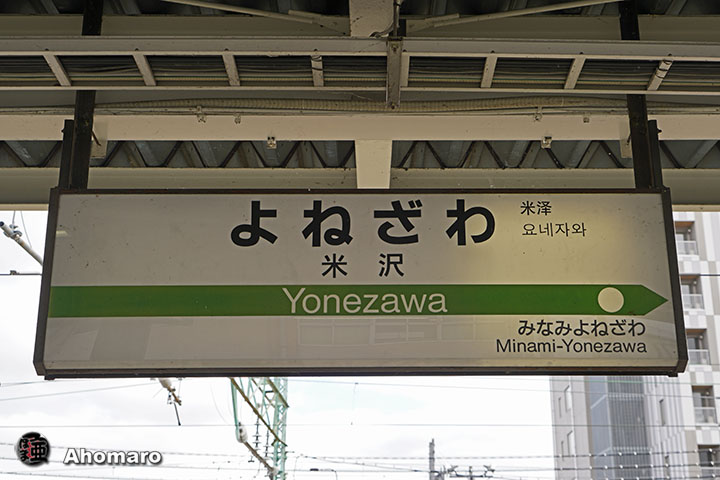 よねざわ
米泽
요네자와
米沢
Yonezawa
みなみよねざわ
Minami-Yonezawa
Ahomaro